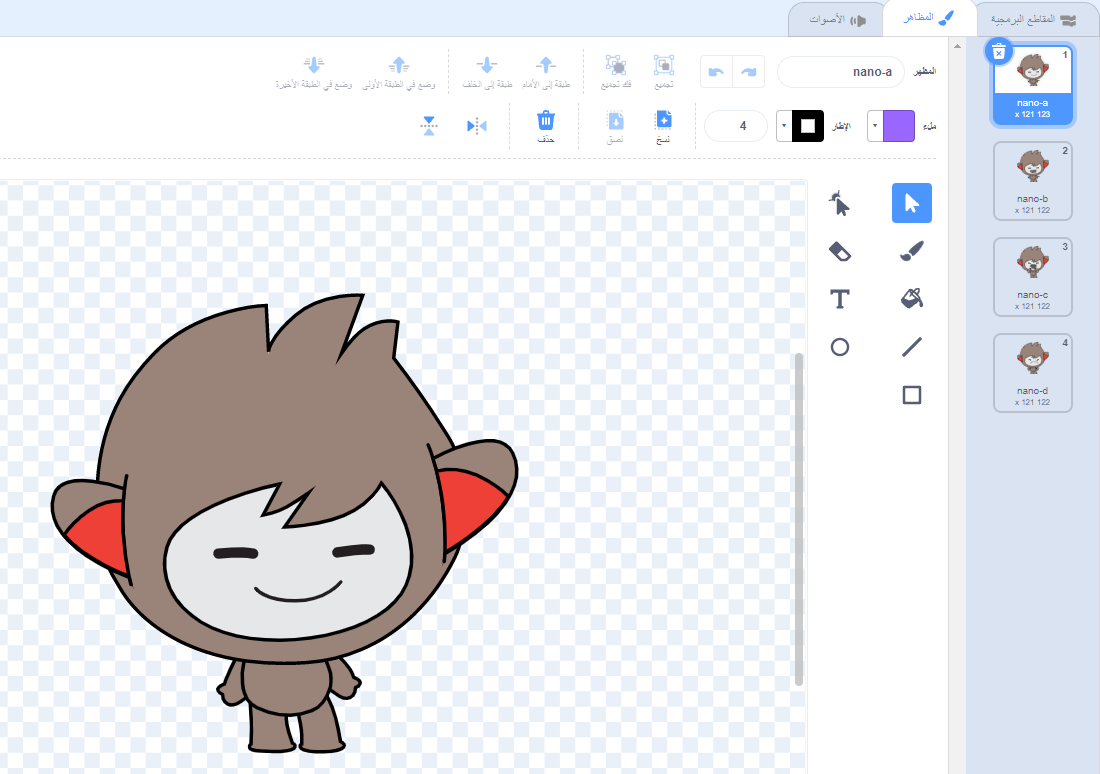 المقاطع البرمجية
المظاهر
الأصوات
المظهر
nano-a
تجميع
فك تجميع
طبقة إلى الأمام
طبقة إلى الخلف
وضع في الطبقة الأولى
وضع في الطبقة الأخيرة
ملء
الإطار
4
نسخ
لصق
حذف
T
1
nano-a
123 x 121
2
nano-b
122 x 121
3
nano-c
122 x 121
4
nano-d
122 x 121